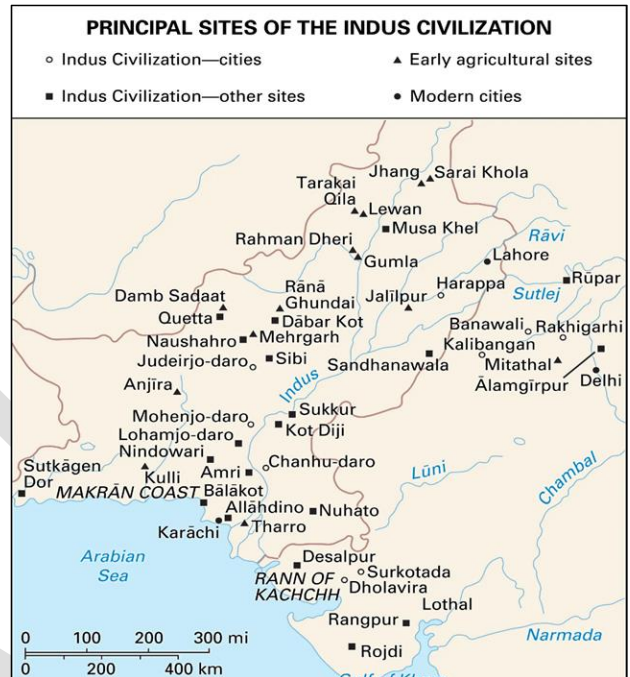 PRINCIPAL SITES OF THE INDUS CIVILIZATION
Indus Civilization—cities
Early agricultural sites
Indus Civilization—other sites
Modern cities
Jhang
Sarai Khola
Tarakai
Qila
Lewan
Musa Khel
Rāvi
Rahman Dheri
Gumla
Lahore
Harappa
Rānā
Ghundai
Jalīlpur
Sutlej
Rūpar
Damb Sadaat
Quetta
Dābar Kot
Banawali
Rakhigarhi
Naushahro
Mehrgarh
Kalibangan
Judeirjo-daro
Sibi
Sandhanawala
Mitathal
Ālamgīrpur
Delhi
Anjīra
Indus
Mohenjo-daro
Sukkur
Lohamjo-daro
Kot Diji
Nindowari
Sutkāgen
Dor
Kulli
Amri
Chanhu-daro
Lūni
Chambal
MAKRĀN COAST
Bālākot
Allāhdino
Nuhato
Karāchi
Tharro
Arabian
Sea
Desalpur
RANN OF
KACHCHH
Surkotada
Dholavira
Lothal
Rangpur
Narmada
Rojdi
0 100 200 300 mi
0 200 400 km